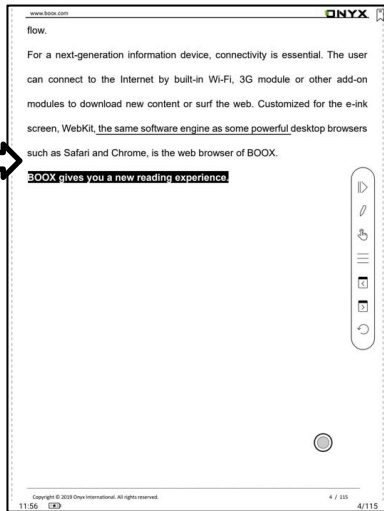 www.boox.com ONYX
flow.
For a next-generation information device, connectivity is essential. The user
can connect to the Internet by built-in Wi-Fi, 3G module or other add-on
modules to download new content or surf the web. Customized for the e-ink
screen, WebKit, the same software engine as some powerful desktop browsers
such as Safari and Chrome, is the web browser of BOOX.
BOOX gives you a new reading experience.
Copyright © 2019 Onyx International. All rights reserved. 4 / 115
11:56 4/115